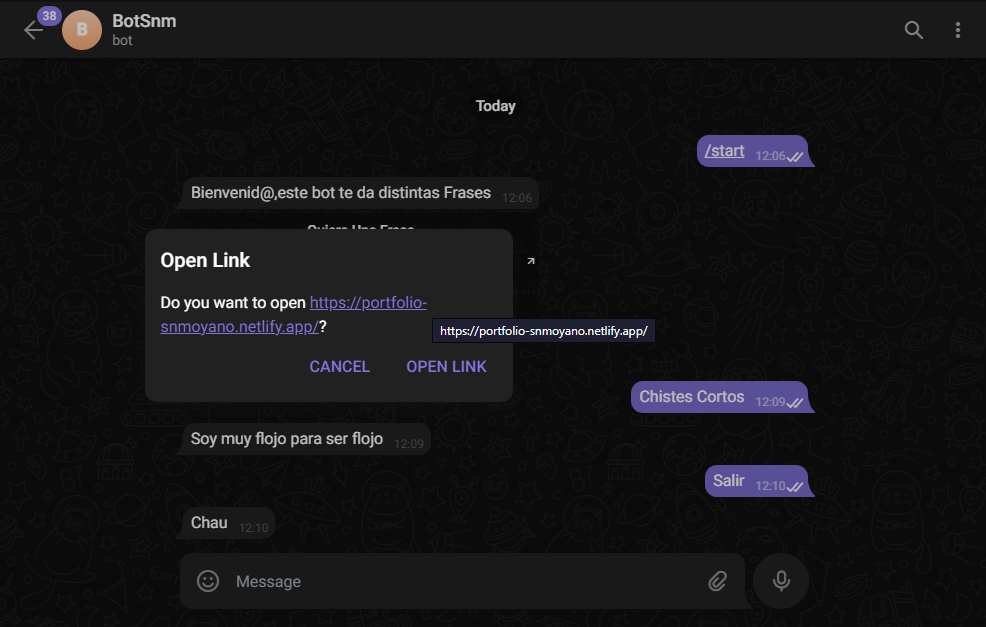 38
B
BotSnm
bot
Today
/start 12:06
Bienvenid@,este bot te da distintas Frases 12:06
Quiero Una Frase
Open Link
Do you want to open https://portfolio-
snmoyano.netlify.app/?
https://portfolio-snmoyano.netlify.app/
CANCEL OPEN LINK
Chistes Cortos 12:09
Soy muy flojo para ser flojo 12:09
Salir 12:10
Chau 12:10
Message